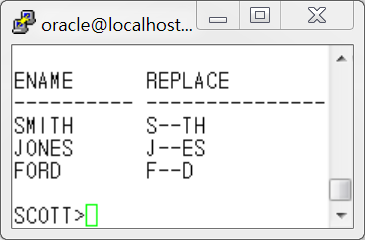 oracle@localhost...
ENAME      REPLACE
---------- ---------------
SMITH      S--TH
JONES      J--ES
FORD       F--D
SCOTT>